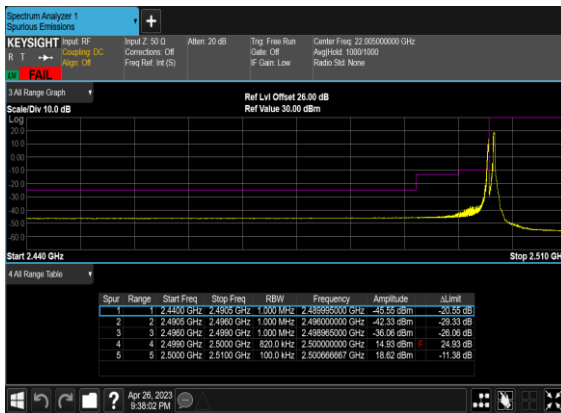 Spectrum Analyzer 1
Spurious Emissions
KEYSIGHT Input: RF Input Z: 50 Ω Atten: 20 dB Trig: Free Run Center Freq: 22.005000000 GHz
R T Coupling: DC Corrections: Off Gate: Off Avg|Hold: 1000/1000
Align: Off Freq Ref: Int (S) IF Gain: Low Radio Std: None
FAIL
3 All Range Graph
Ref Lvl Offset 26.00 dB
Scale/Div 10.0 dB Ref Value 30.00 dBm
Log
20.0
10.0
0.00
-10.0
-20.0
-30.0
-40.0
-50.0
-60.0
Start 2.440 GHz Stop 2.510 GH
4 All Range Table
Spur Range Start Freq Stop Freq RBW Frequency Amplitude ΔLimit
1 1 2.4400 GHz 2.4905 GHz 1.000 MHz 2.489995000 GHz -45.55 dBm -20.55 dB
2 2 2.4905 GHz 2.4960 GHz 1.000 MHz 2.496000000 GHz -42.33 dBm -29.33 dB
3 3 2.4960 GHz 2.4990 GHz 1.000 MHz 2.498965000 GHz -36.06 dBm -26.06 dB
4 4 2.4990 GHz 2.5000 GHz 820.0 kHz 2.500000000 GHz 14.93 dBm F 24.93 dB
5 5 2.5000 GHz 2.5100 GHz 100.0 kHz 2.500666667 GHz 18.62 dBm -11.38 dB
Apr 26, 2023
9:38:02 PM